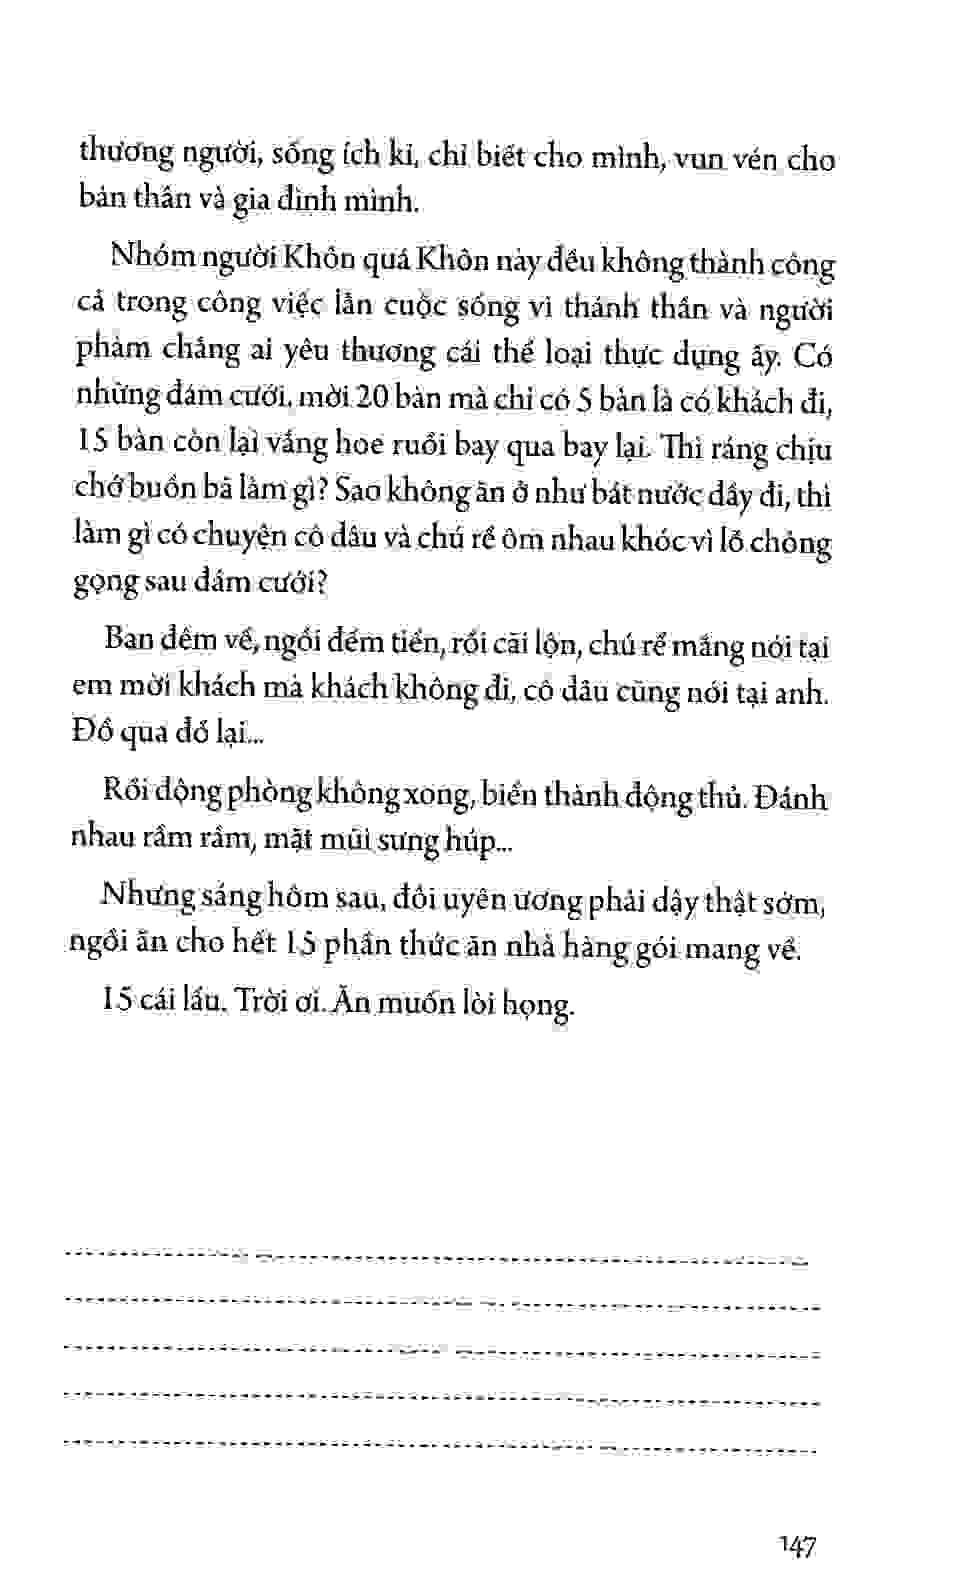 thương người, sống ích kỉ, chỉ biết cho mình, vun vén cho
bản thân và gia đình mình.
Nhóm người Khôn quá Khôn này đều không thành công
cả trong công việc lẫn cuộc sống vì thánh thần và người
phàm chẳng ai yêu thương cái thể loại thực dụng ấy. Có
những đám cưới, mời 20 bàn mà chỉ có 5 bàn là có khách đi,
15 bàn còn lại vắng hoe ruồi bay qua bay lại. Thì ráng chịu
chớ buồn bã làm gì? Sao không ăn ở như bát nước đầy đi, thì
làm gì có chuyện cô dâu và chú rể ôm nhau khóc vì lỗ chỏng
gọng sau đám cưới?
Ban đêm về, ngồi đếm tiền, rồi cãi lộn, chú rể mắng nói tại
em mời khách mà khách không đi, cô dâu cũng nói tại anh.
Đổ qua đổ lại...
Rồi động phòng không xong, biến thành động thủ. Đánh
nhau rầm rầm, mặt mũi sưng húp...
Nhưng sáng hôm sau, đôi uyên ương phải dậy thật sớm,
ngồi ăn cho hết 15 phần thức ăn nhà hàng gói mang về.
15 cái lẩu. Trời ơi. Ăn muốn lòi họng.
147